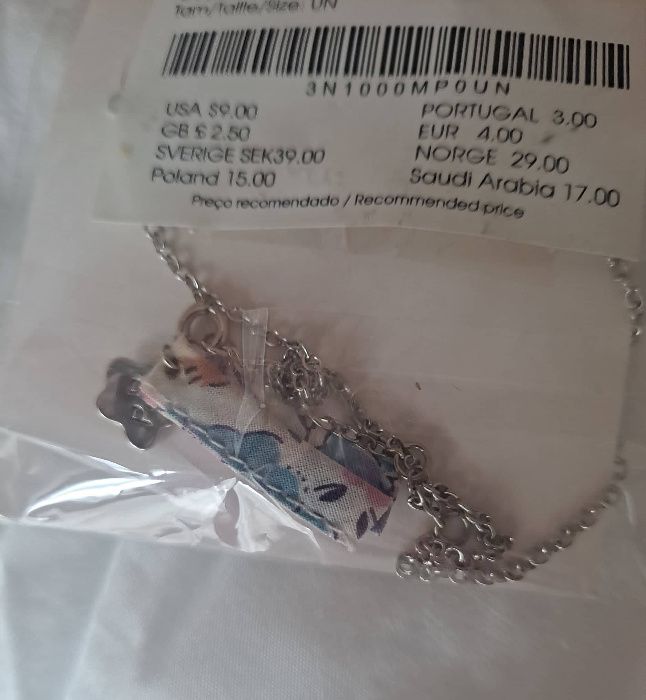 Tam/Taille/Size: UN
3N1000MP0UN
USA $9.00 PORTUGAL 3.00
GB £ 2.50 EUR 4.00
SVERIGE SEK39.00 NORGE 29.00
Poland 15.00 Saudi Arabia 17.00
Preço recomendado / Recommended price
P